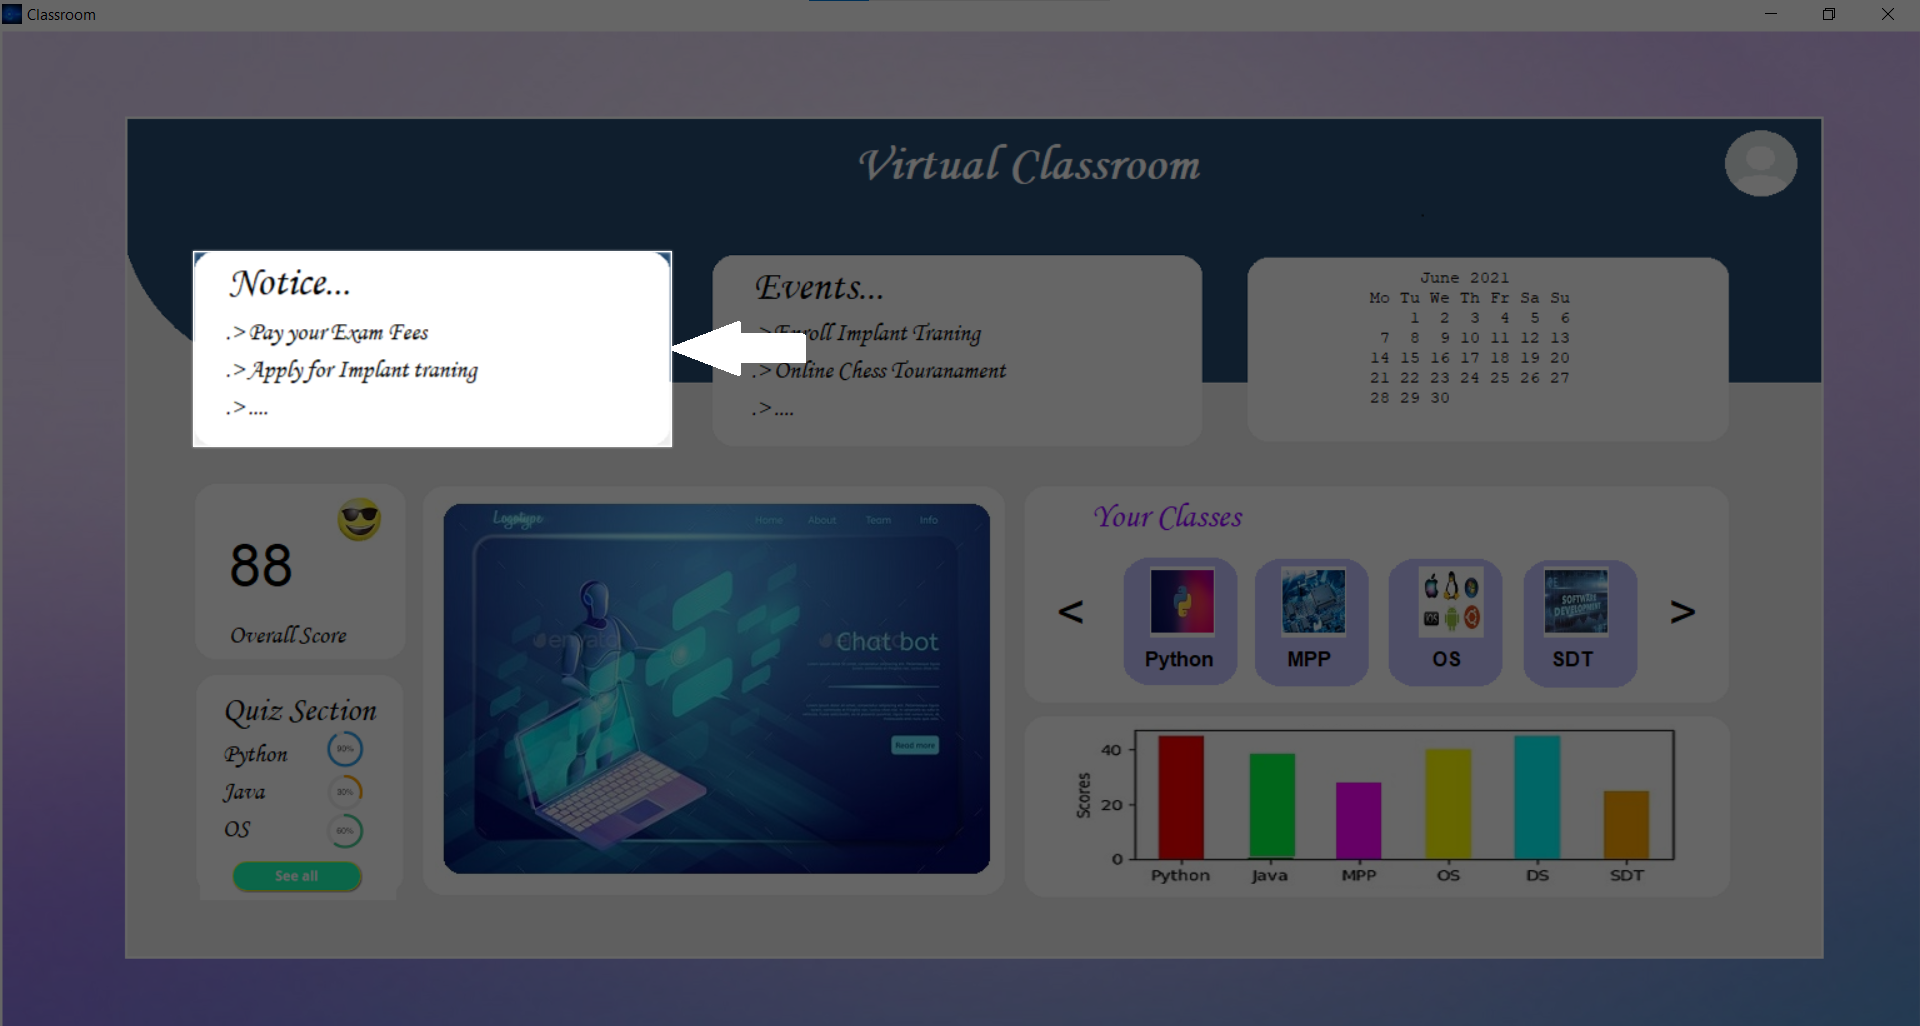 Classroom
Virtual Classroom
Notice...
.> Pay your Exam Fees
.> Apply for Implant traning
.> ....
Events...
.> Enroll Implant Traning
.> Online Chess Touranament
.> ....
June 2021
Mo Tu We Th Fr Sa Su
1 2 3 4 5 6
7 8 9 10 11 12 13
14 15 16 17 18 19 20
21 22 23 24 25 26 27
28 29 30
88
Overall Score
Quiz Section
Python 90%
Java 30%
OS 60%
See all
Logotype
Home About Team Info
envato
Chat bot
Read more
Your Classes
< >
SOFTWARE
DEVELOPMENT
Python MPP OS SDT
Scores
40
20
0
Python Java MPP OS DS SDT